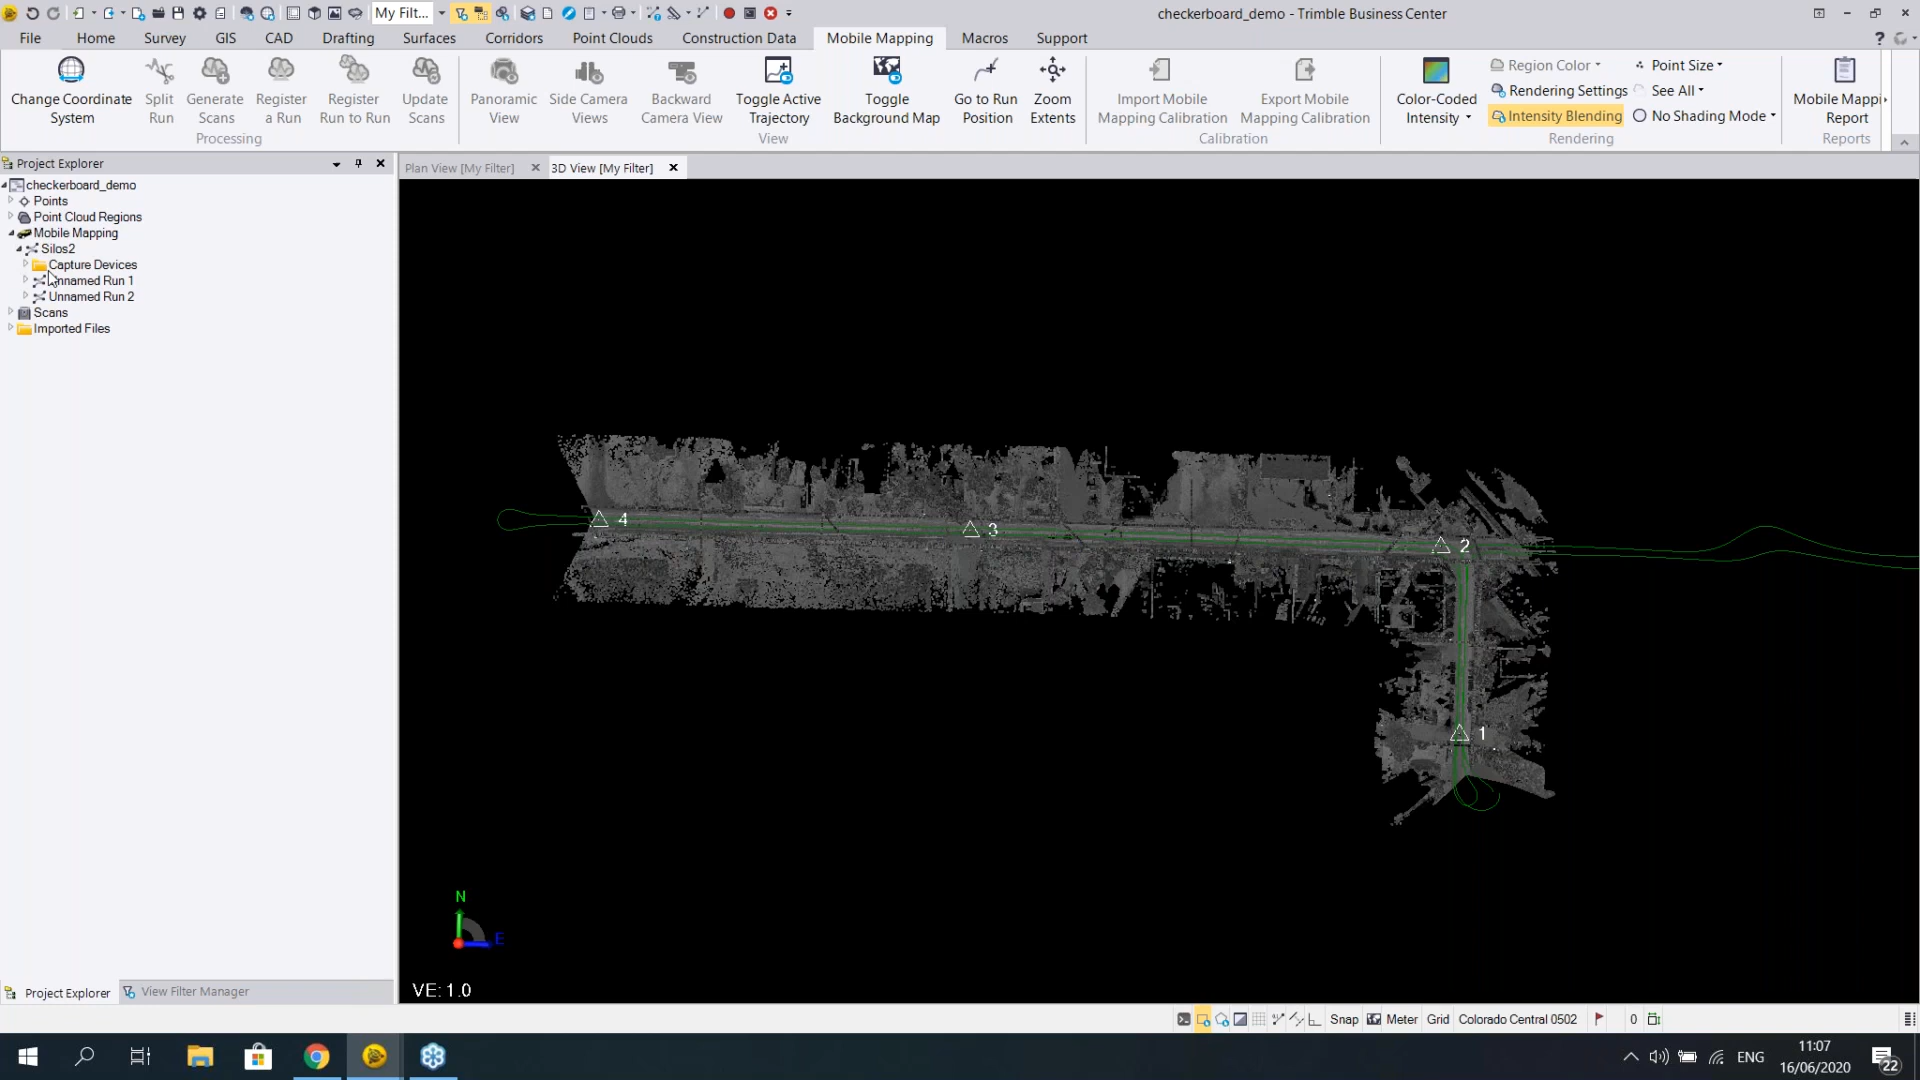 My Filt...
checkerboard_demo - Trimble Business Center
File Home Survey GIS CAD Drafting Surfaces Corridors Point Clouds Construction Data Mobile Mapping Macros Support
Change Coordinate System
Split Run
Generate Scans
Register a Run
Register Run to Run
Update Scans
Processing
Panoramic View
Side Camera Views
Backward Camera View
Toggle Active Trajectory
Toggle Background Map
Go to Run Position
Zoom Extents
View
Import Mobile Mapping Calibration
Export Mobile Mapping Calibration
Calibration
Color-Coded Intensity
Region Color
Rendering Settings
Intensity Blending
Point Size
See All
No Shading Mode
Rendering
Mobile Mappi
Report
Reports
Project Explorer
checkerboard_demo
Points
Point Cloud Regions
Mobile Mapping
Silos2
Capture Devices
nnamed Run 1
Unnamed Run 2
Scans
Imported Files
Plan View [My Filter]
3D View [My Filter]
4
3
2
1
N
E
VE: 1.0
Project Explorer
View Filter Manager
Snap
Meter
Grid
Colorado Central 0502
0
ENG
11:07
16/06/2020
22